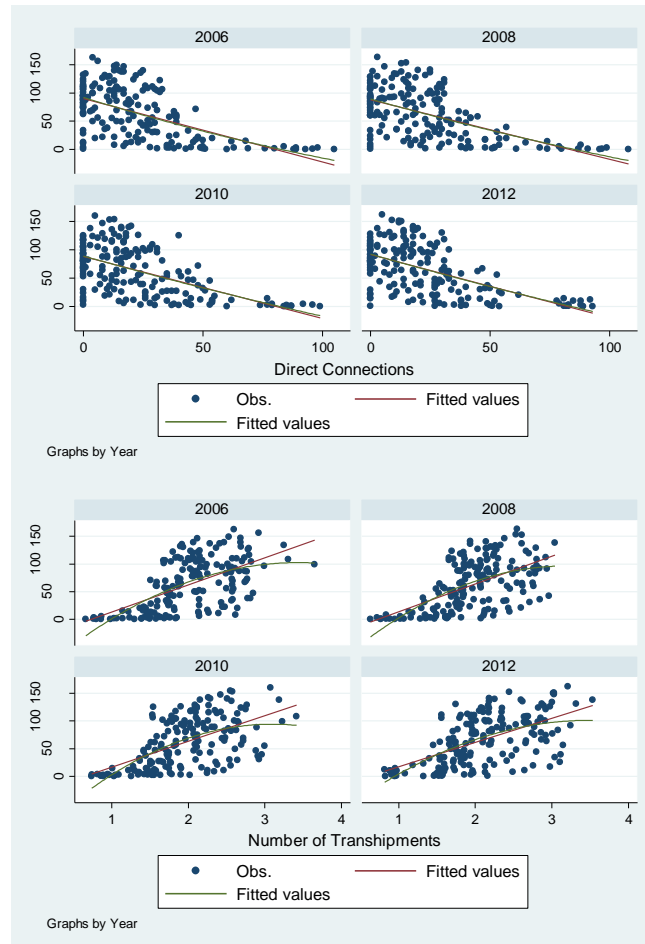 2006
2008
0 50 100 150
2010
2012
0 50 100 150
0 50 100 0 50 100
Direct Connections
Obs. Fitted values
Fitted values
Graphs by Year
2006
2008
0 50 100 150
2010
2012
0 50 100 150
1 2 3 4 1 2 3 4
Number of Transhipments
Obs. Fitted values
Fitted values
Graphs by Year